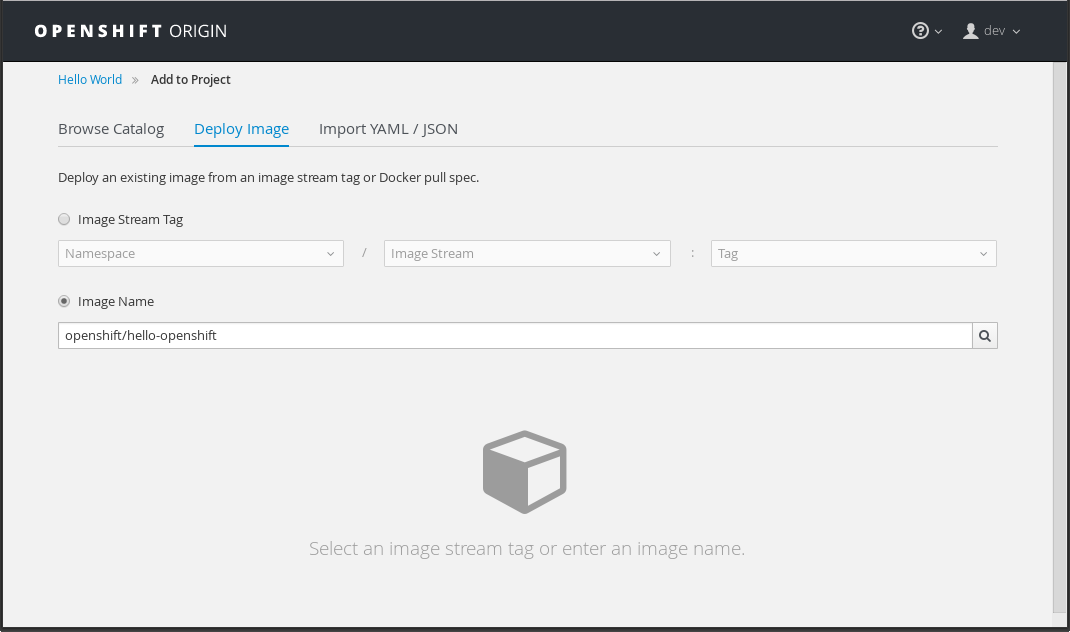 OPENSHIFT ORIGIN
dev
Hello World » Add to Project
Browse Catalog Deploy Image Import YAML / JSON
Deploy an existing image from an image stream tag or Docker pull spec.
Image Stream Tag
Namespace / Image Stream : Tag
Image Name
openshift/hello-openshift
Select an image stream tag or enter an image name.